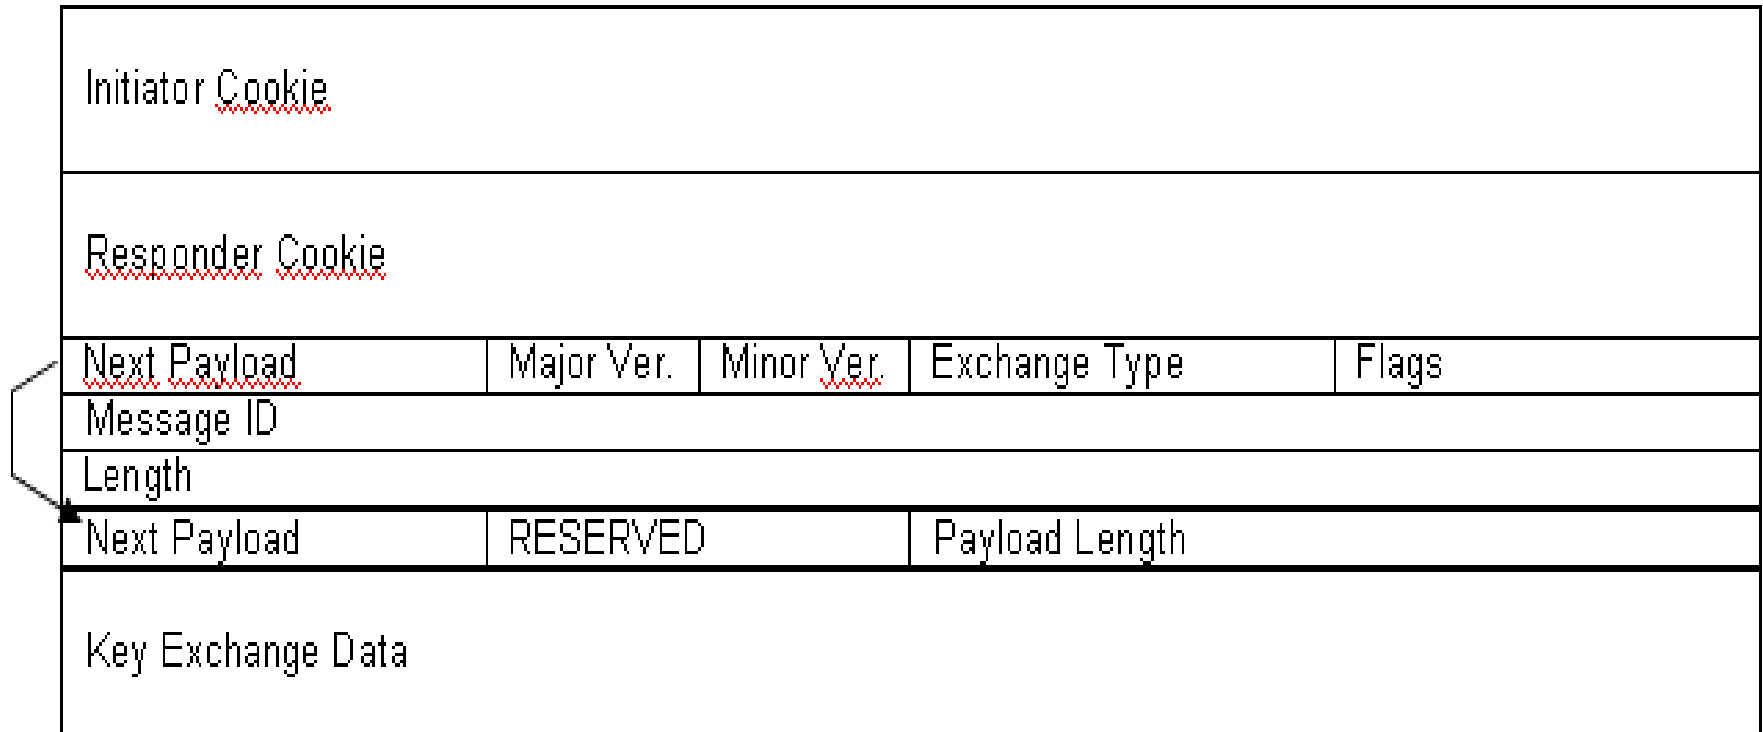 Initiator Cookie
Responder Cookie
Next Payload Major Ver. Minor Ver. Exchange Type Flags
Message ID
Length
Next Payload RESERVED Payload Length
Key Exchange Data